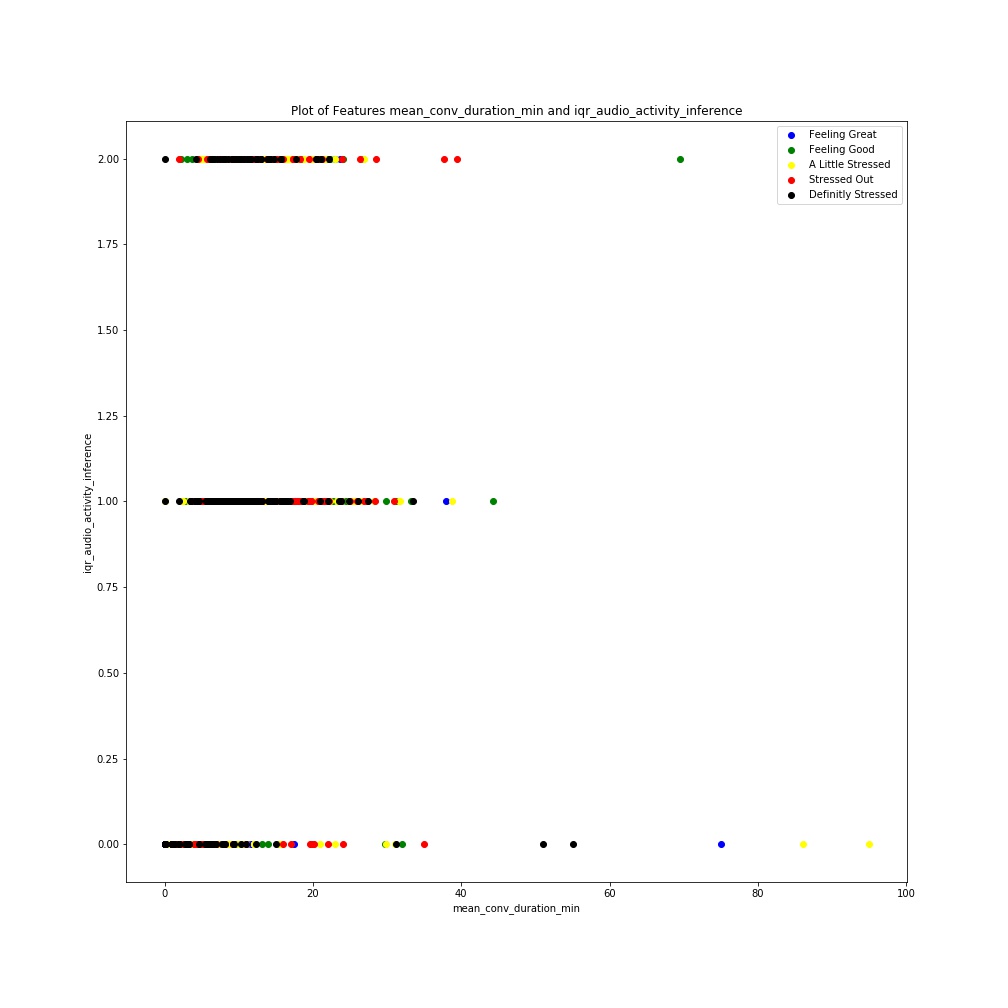 Plot of Features mean_conv_duration_min and iqr_audio_activity_inference
Feeling Great
Feeling Good
A Little Stressed
Stressed Out
Definitly Stressed
2.00
1.75
1.50
1.25
1.00
0.75
0.50
0.25
0.00
iqr_audio_activity_inference
0
20
40
60
80
100
mean_conv_duration_min